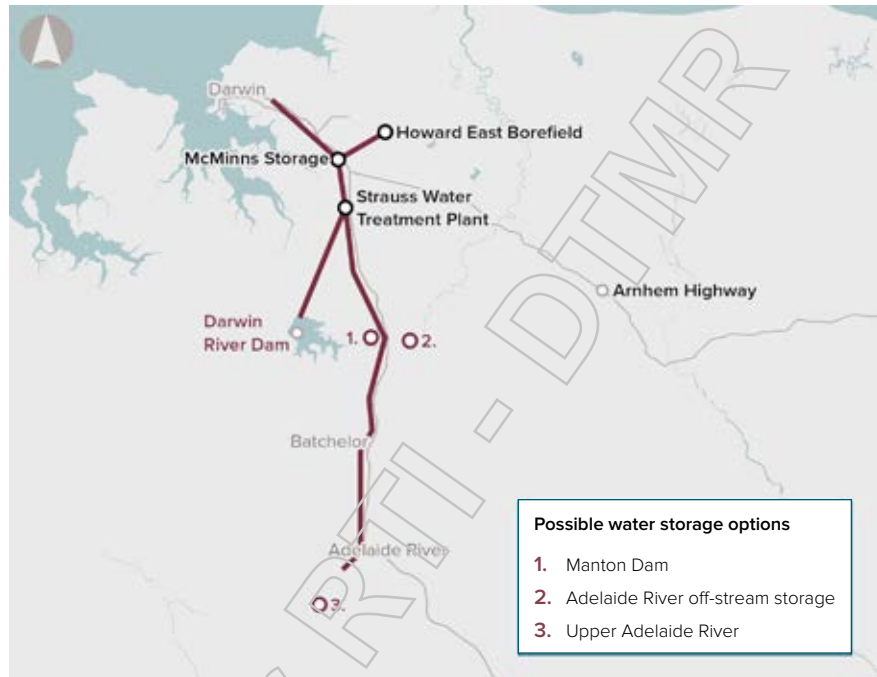 Darwin
Howard East Borefield
McMinns Storage
Strauss Water
Treatment Plant
Arnhem Highway
Darwin
River Dam
1.
2.
Batchelor
Adelaide River
3.
RTI - DTMR
Possible water storage options
1. Manton Dam
2. Adelaide River off-stream storage
3. Upper Adelaide River